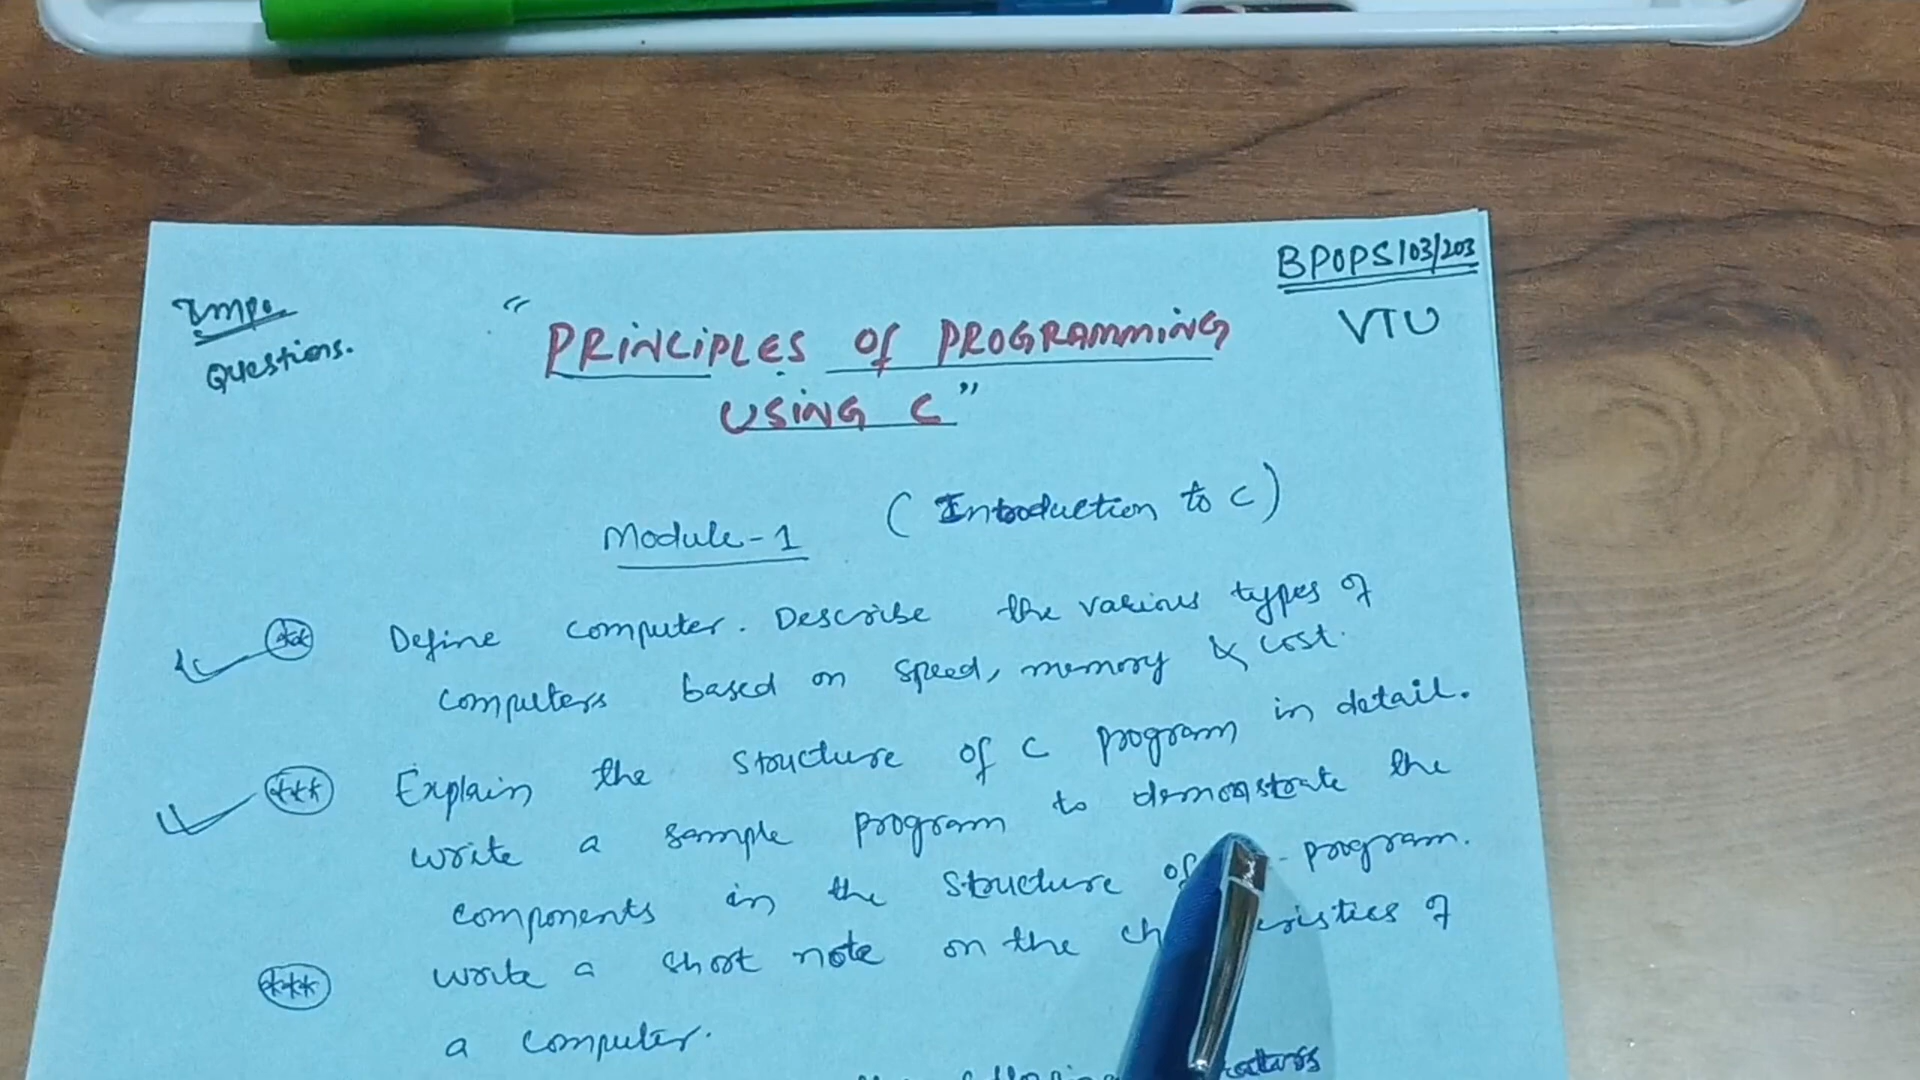 BPOPS103/203
VTU
Impo.
Questions.
" PRINCIPLES OF PROGRAMMING
USING C "
Module-1 (Introduction to C)
** Define computer. Describe the various types of
computers based on speed, memory & cost.
*** Explain the structure of C program in detail.
write a sample program to demonstrate the
components in the structure of program.
*** write a short note on the
a computer.